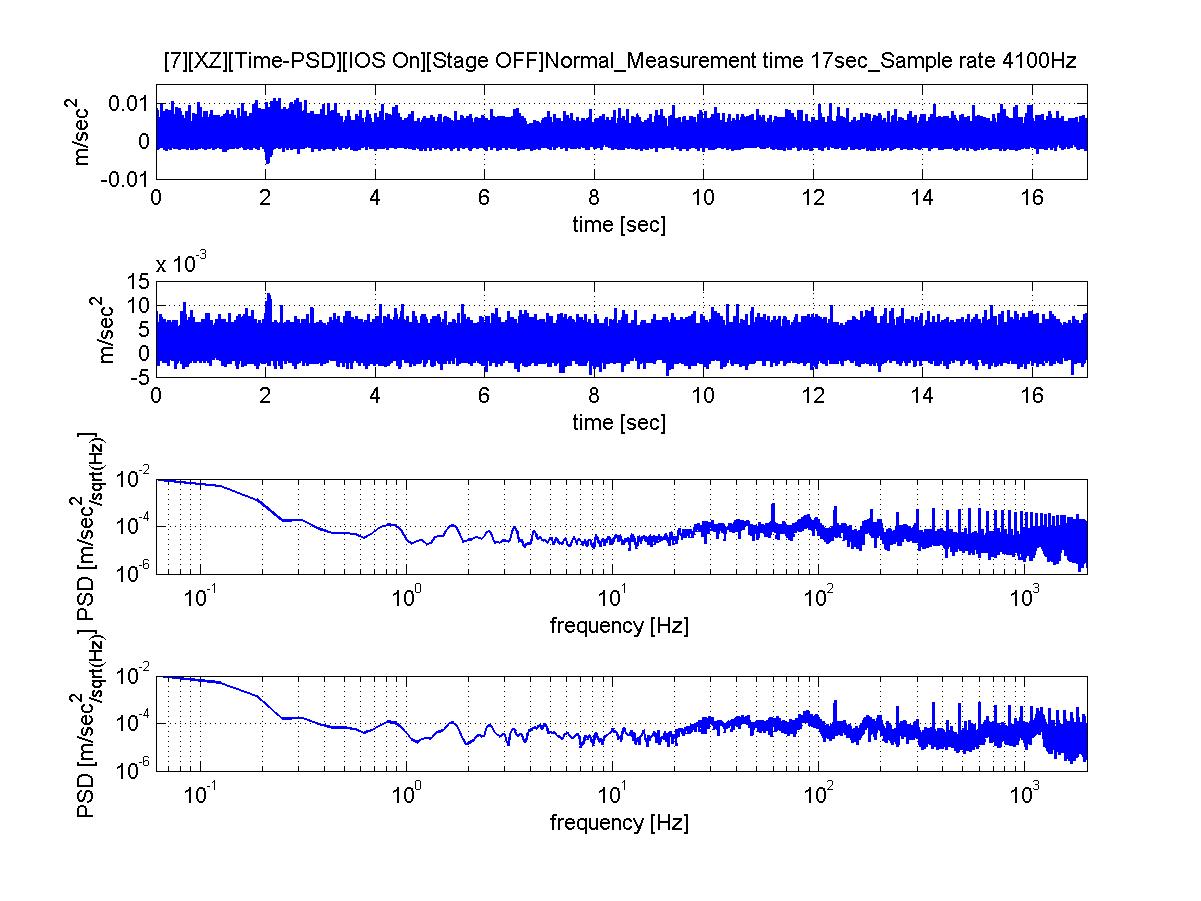 [7][XZ][Time-PSD][IOS On][Stage OFF]Normal_Measurement time 17sec_Sample rate 4100Hz
m/sec2
0.01
0
-0.01
0 2 4 6 8 10 12 14 16
time [sec]
x 10-3
m/sec2
15
10
5
0
-5
0 2 4 6 8 10 12 14 16
time [sec]
PSD [m/sec2/sqrt(Hz)]
10-2
10-4
10-6
10-1 100 101 102 103
frequency [Hz]
PSD [m/sec2/sqrt(Hz)]
10-2
10-4
10-6
10-1 100 101 102 103
frequency [Hz]